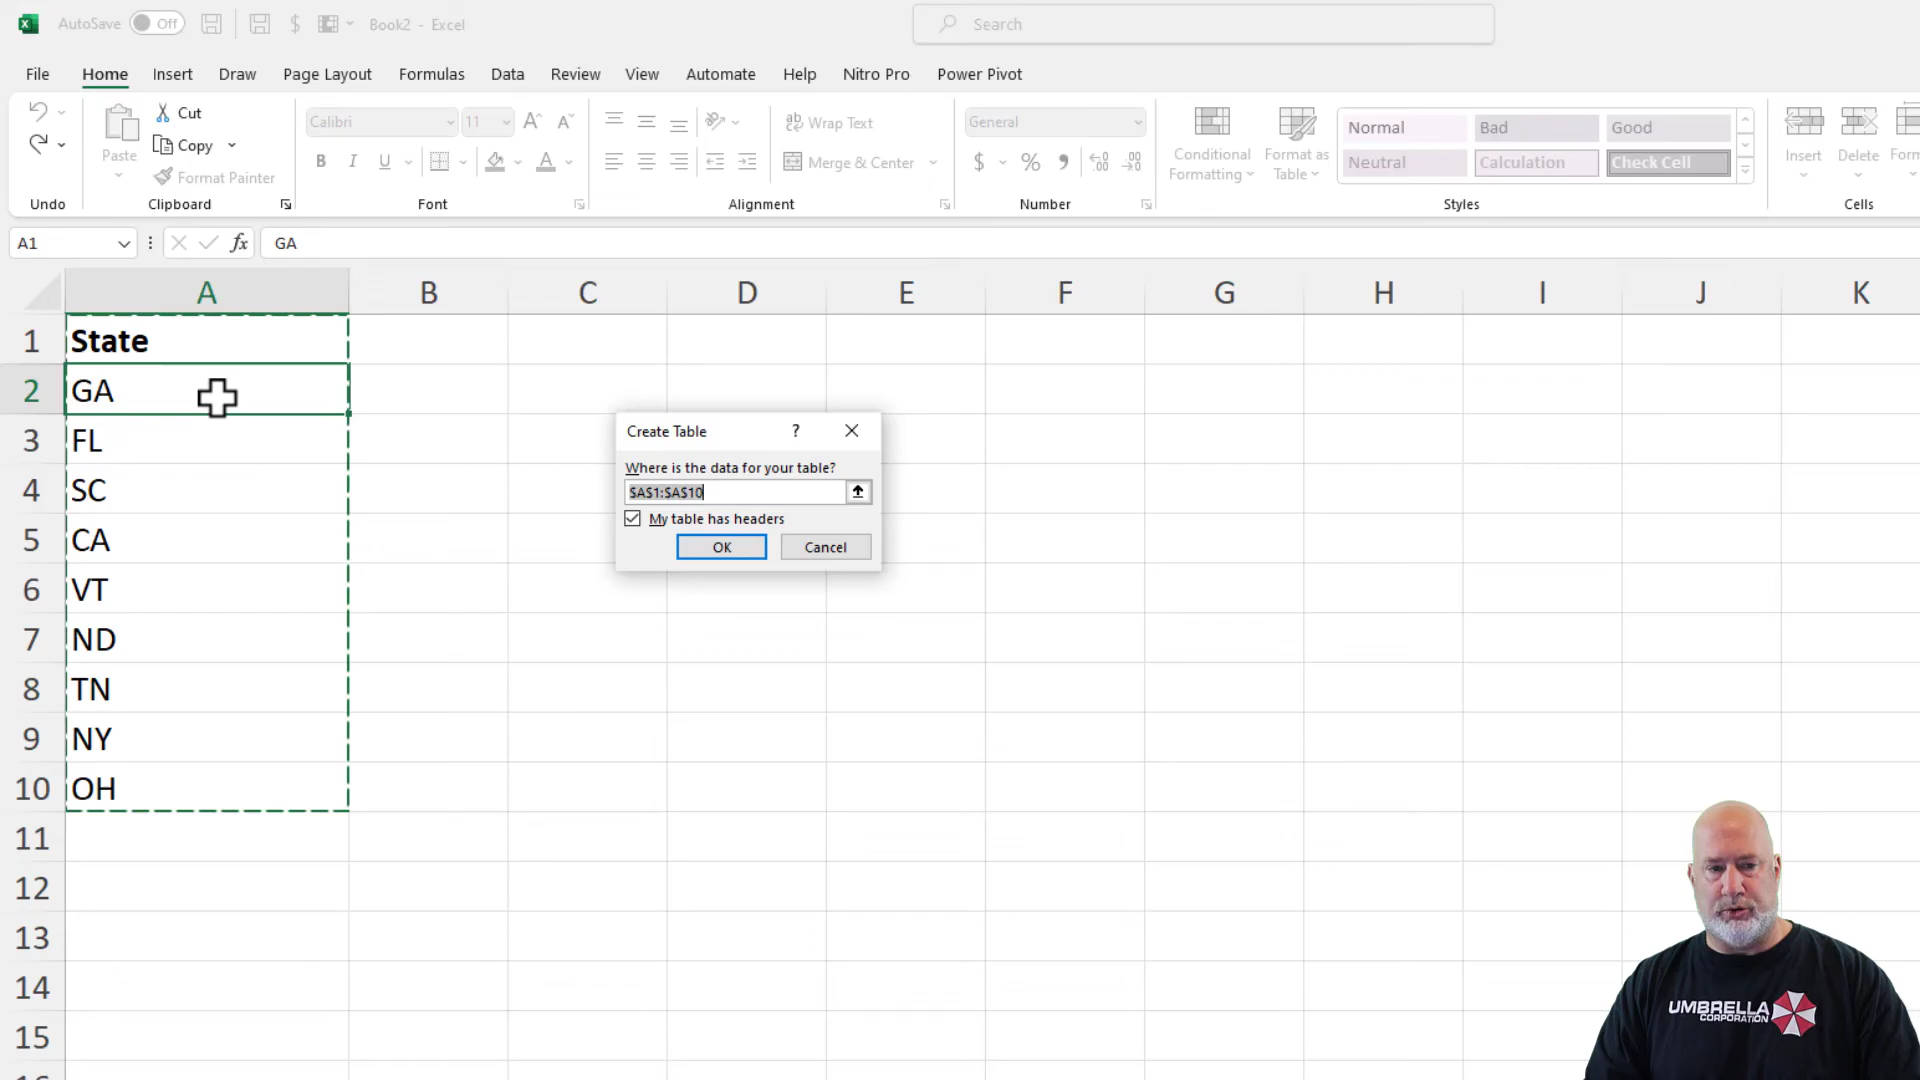 AutoSave Off Book2 - Excel Search
File Home Insert Draw Page Layout Formulas Data Review View Automate Help Nitro Pro Power Pivot
Paste
Cut
Copy
Format Painter
Calibri 11
B I U
Wrap Text
Merge & Center
General
$ %
Conditional Formatting
Format as Table
Normal Bad Good
Neutral Calculation Check Cell
Insert Delete
Undo Clipboard Font Alignment Number Styles Cells
A1 fx GA
A B C D E F G H I J K
1 State
2 GA
3 FL
4 SC
5 CA
6 VT
7 ND
8 TN
9 NY
10 OH
11
12
13
14
15
Create Table ?
Where is the data for your table?
$A$1:$A$10
My table has headers
OK Cancel
UMBRELLA
CORPORATION